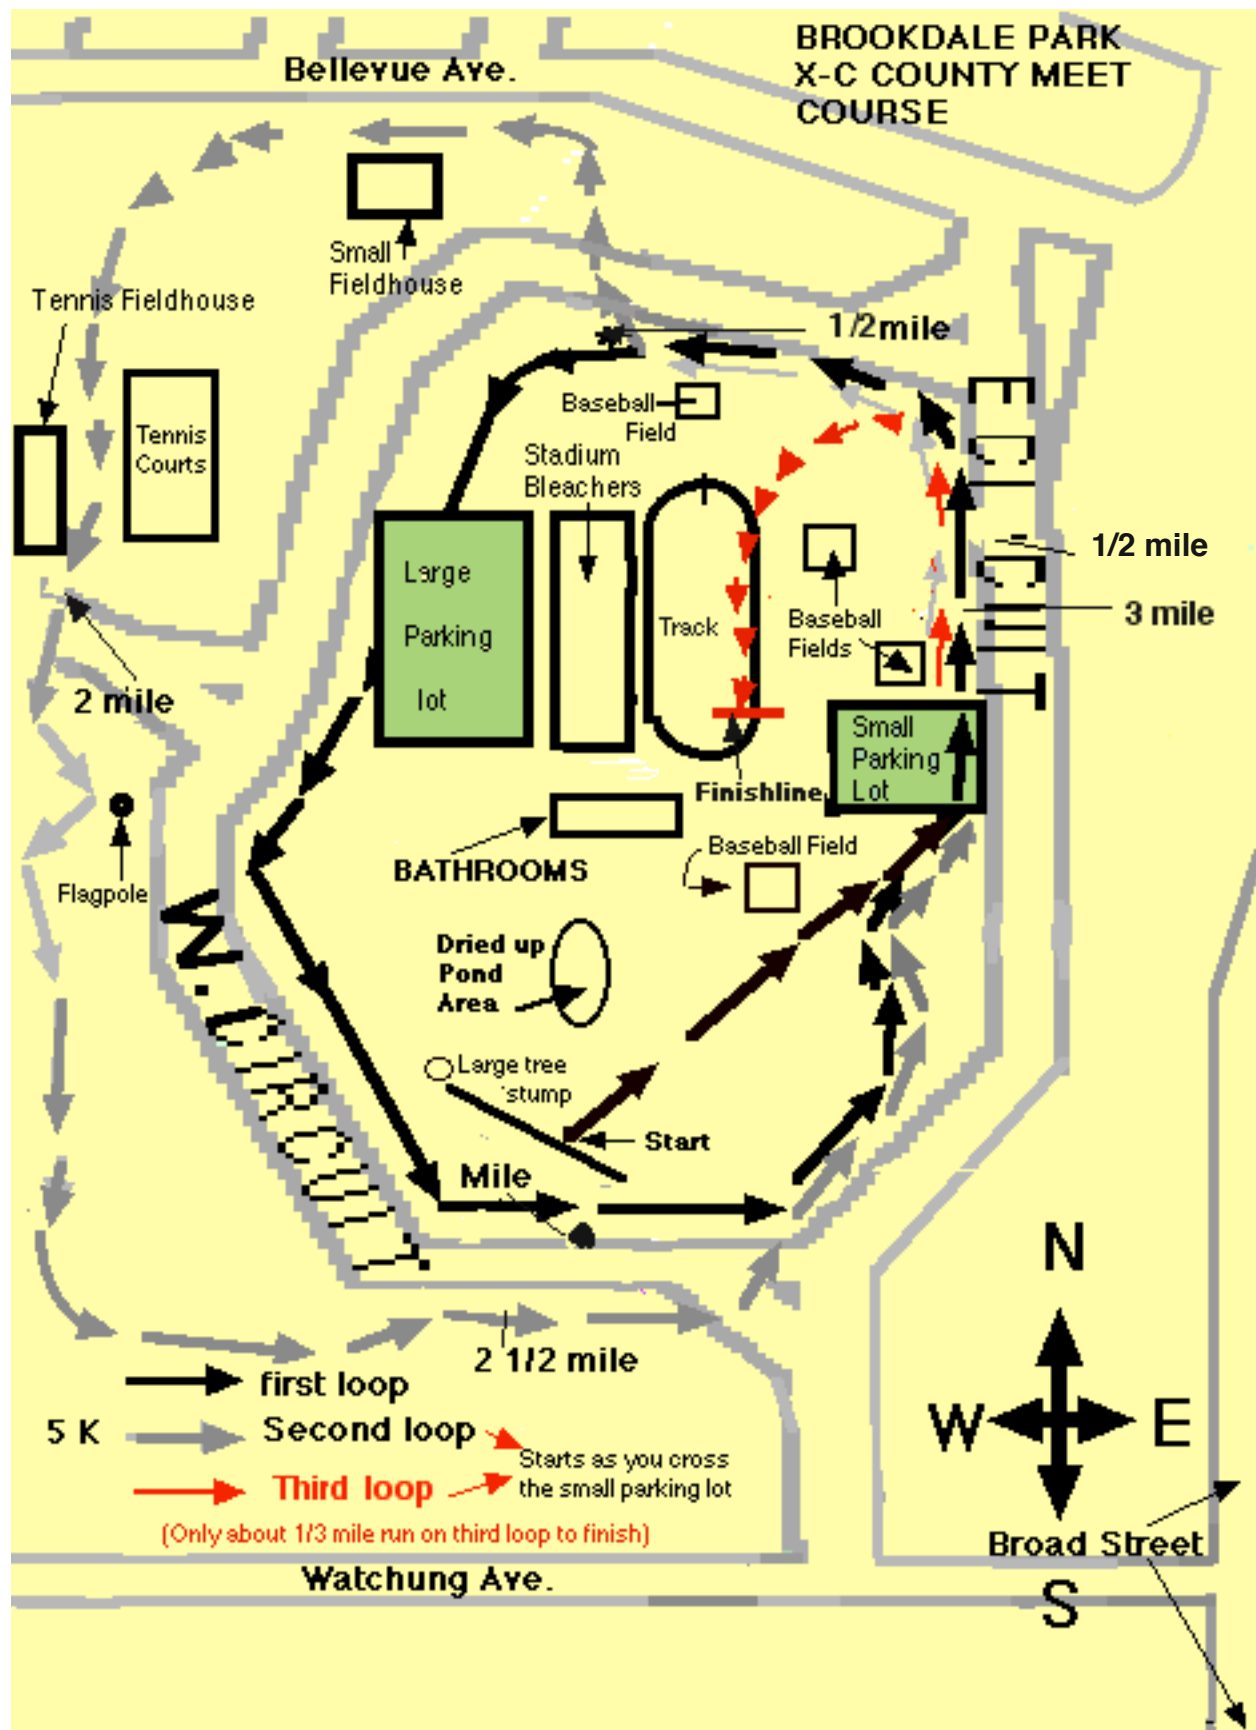 BROOKDALE PARK
X-C COUNTY MEET
COURSE
Bellevue Ave.
Small
Fieldhouse
Tennis Fieldhouse
1/2mile
Baseball
Field
Tennis
Courts
Stadium
Bleachers
E. CIRCUIT
1/2 mile
Large
Parking
lot
Track
Baseball
Fields
3 mile
2 mile
Small
Parking
Lot
Finishline
Baseball Field
BATHROOMS
Flagpole
W. CIRCUIT
Dried up
Pond
Area
Large tree
stump
Start
Mile
N
2 1/2 mile
first loop
5 K
Second loop
W
E
Starts as you cross
the small parking lot
Third loop
(Only about 1/3 mile run on third loop to finish)
Broad Street
Watchung Ave.
S